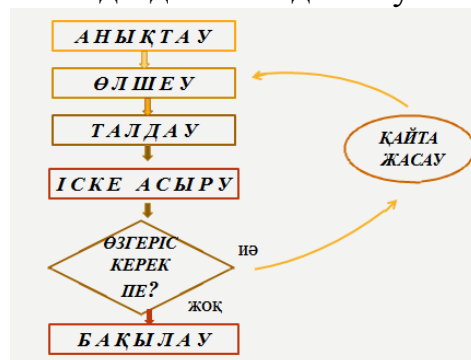 АНЫҚТАУ
ӨЛШЕУ
ТАЛДАУ
ІСКЕ АСЫРУ
ӨЗГЕРІС
КЕРЕК
ПЕ?
иә
жоқ
БАҚЫЛАУ
ҚАЙТА
ЖАСАУ